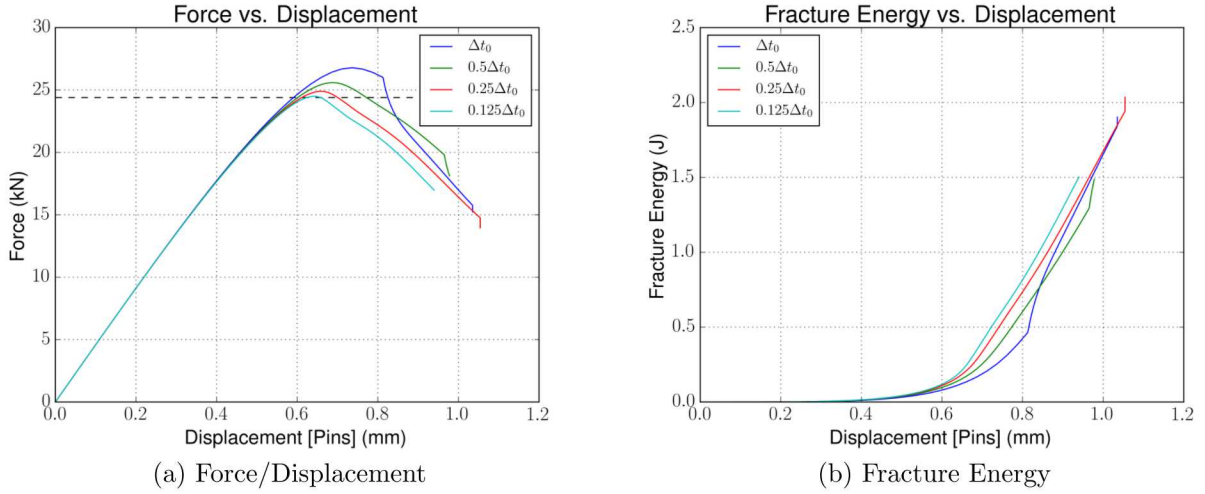 Force vs. Displacement
30
25
20
15
10
5
0
Force (kN)
Δt₀
0.5Δt₀
0.25Δt₀
0.125Δt₀
0.0 0.2 0.4 0.6 0.8 1.0 1.2
Displacement [Pins] (mm)
(a) Force/Displacement
Fracture Energy vs. Displacement
2.5
2.0
1.5
1.0
0.5
0.0
Fracture Energy (J)
Δt₀
0.5Δt₀
0.25Δt₀
0.125Δt₀
0.0 0.2 0.4 0.6 0.8 1.0 1.2
Displacement [Pins] (mm)
(b) Fracture Energy